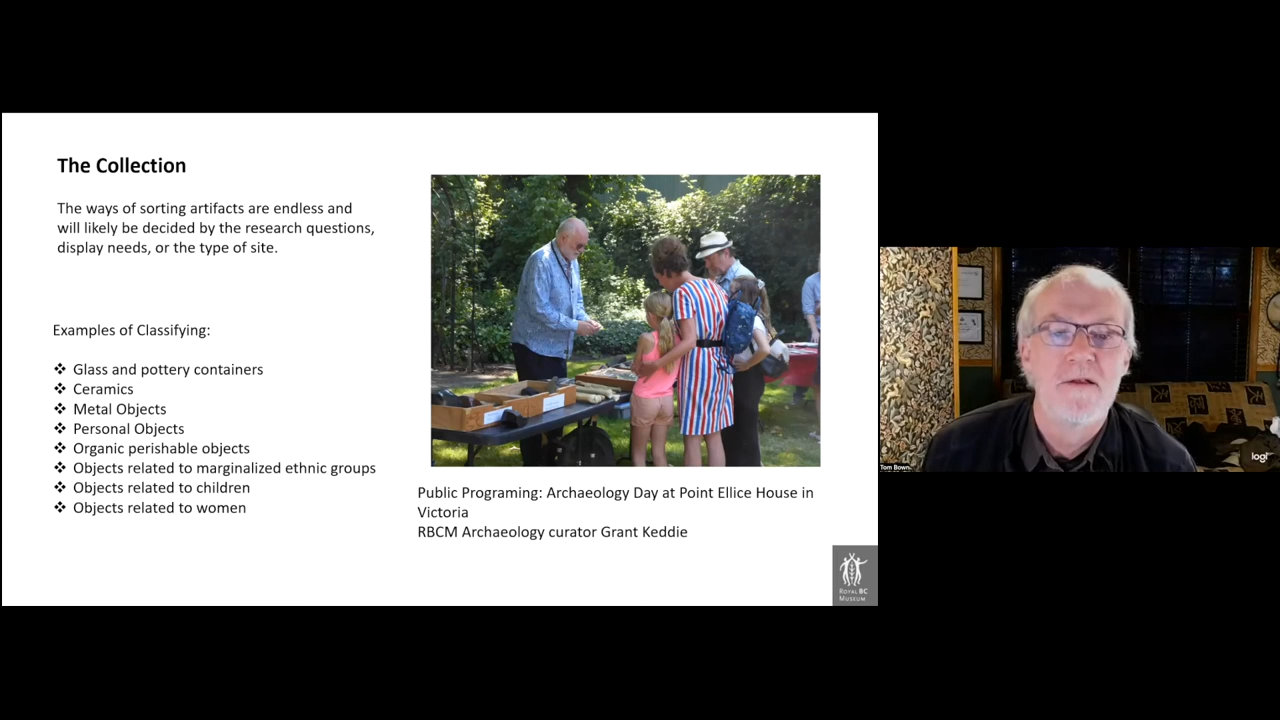 The Collection
The ways of sorting artifacts are endless and
will likely be decided by the research questions,
display needs, or the type of site.
Examples of Classifying:
❖ Glass and pottery containers
❖ Ceramics
❖ Metal Objects
❖ Personal Objects
❖ Organic perishable objects
❖ Objects related to marginalized ethnic groups
❖ Objects related to children
❖ Objects related to women
Public Programing: Archaeology Day at Point Ellice House in
Victoria
RBCM Archaeology curator Grant Keddie
ROYAL BC
MUSEUM
Tom Bown
logi